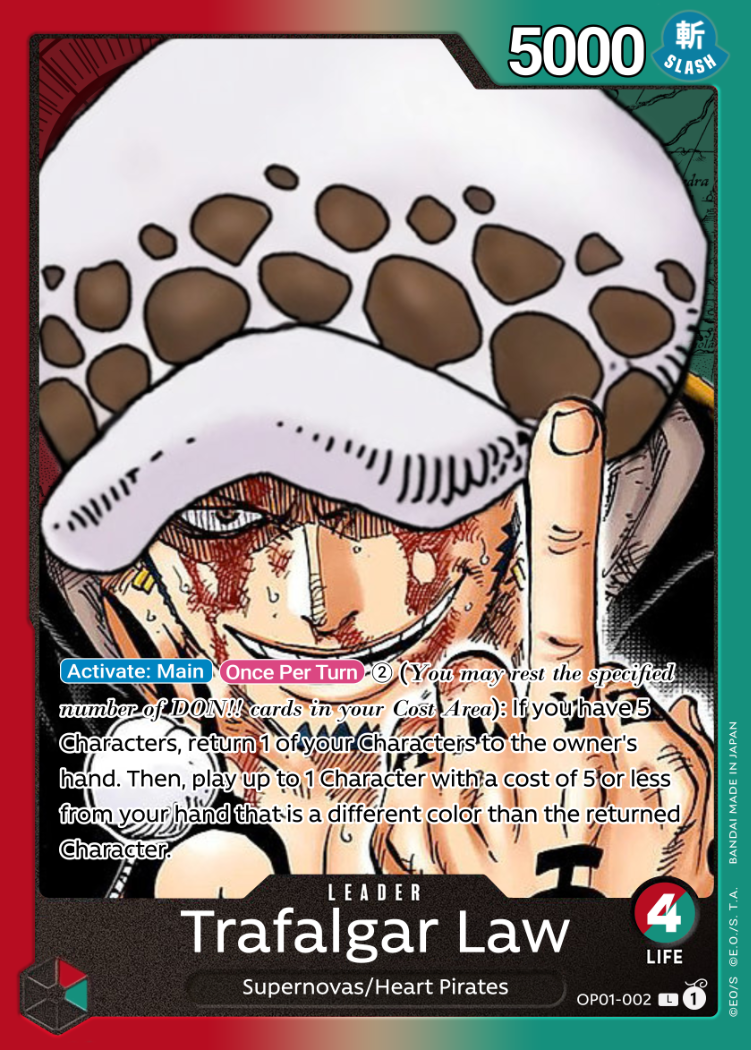 5000
斬
SLASH
dra
Activate: Main Once Per Turn ② (You may rest the specified
number of DON!! cards in your Cost Area): If you have 5
Characters, return 1 of your Characters to the owner's
hand. Then, play up to 1 Character with a cost of 5 or less
from your hand that is a different color than the returned
Character.
LEADER
Trafalgar Law
4
LIFE
Supernovas/Heart Pirates
OP01-002 L 1
©EO/S ©E.O./S. T.A. BANDAI MADE IN JAPAN